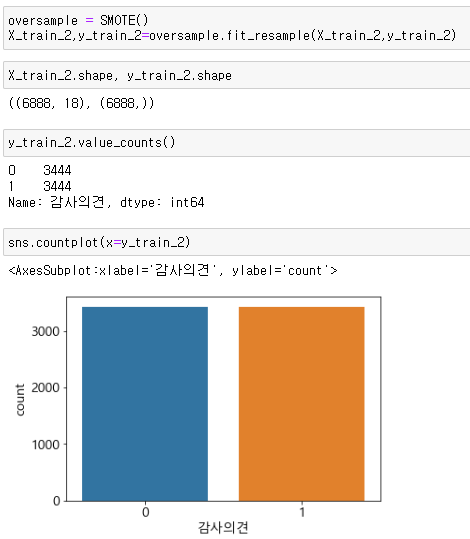 oversample = SMOTE()
X_train_2,y_train_2=oversample.fit_resample(X_train_2,y_train_2)
X_train_2.shape, y_train_2.shape
((6888, 18), (6888,))
y_train_2.value_counts()
0    3444
1    3444
Name: 감사의견, dtype: int64
sns.countplot(x=y_train_2)
<AxesSubplot:xlabel='감사의견', ylabel='count'>
3000
2000
1000
0
count
0 1
감사의견